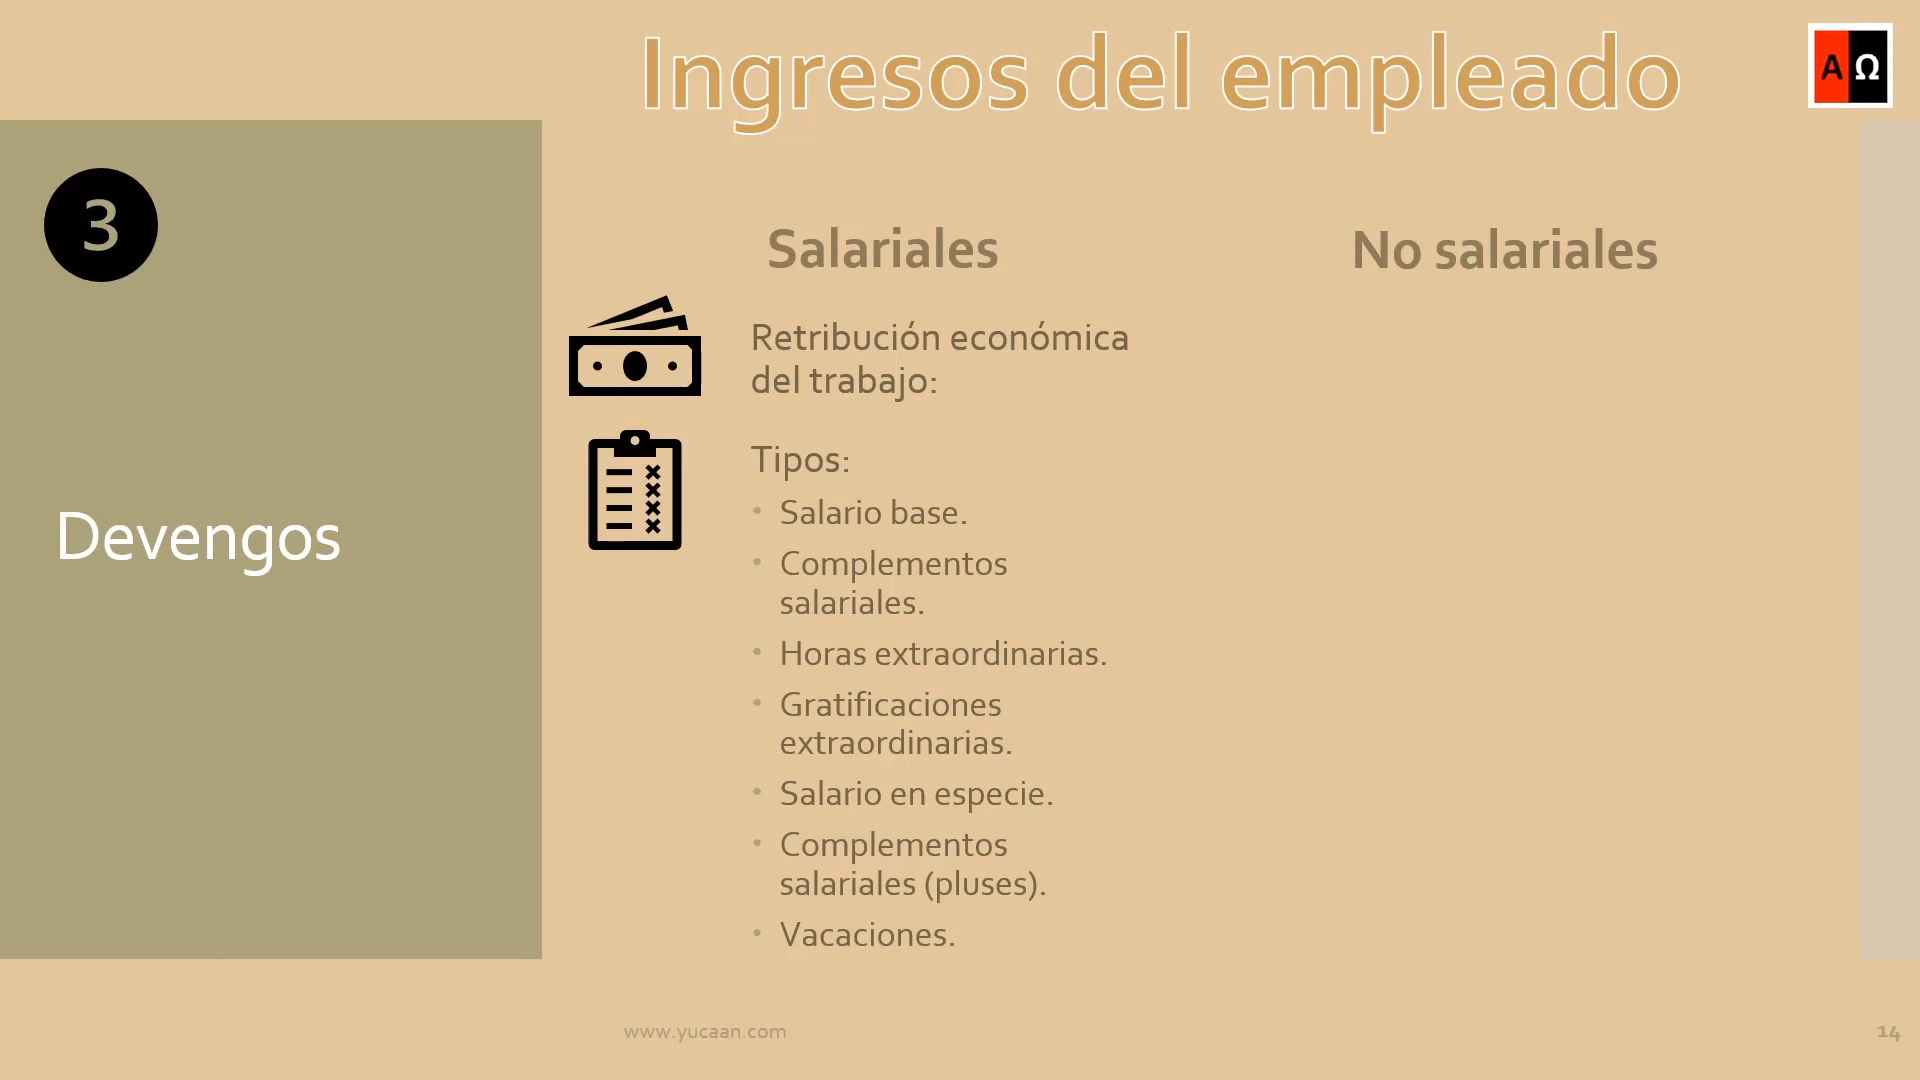 Ingresos del empleado
AΩ
3
Devengos
Salariales
Retribución económica
del trabajo:
Tipos:
• Salario base.
• Complementos
salariales.
• Horas extraordinarias.
• Gratificaciones
extraordinarias.
• Salario en especie.
• Complementos
salariales (pluses).
• Vacaciones.
No salariales
www.yucaan.com
14